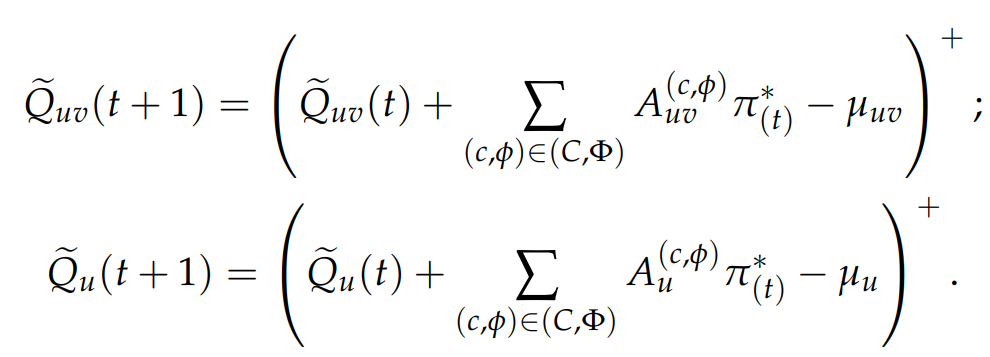 \widetilde{Q}_{uv}(t+1) = \left( \widetilde{Q}_{uv}(t) + \sum_{(c,\phi)\in(C,\Phi)} A_{uv}^{(c,\phi)} \pi_{(t)}^{*} - \mu_{uv} \right)^{+} ;
\widetilde{Q}_{u}(t+1) = \left( \widetilde{Q}_{u}(t) + \sum_{(c,\phi)\in(C,\Phi)} A_{u}^{(c,\phi)} \pi_{(t)}^{*} - \mu_{u} \right)^{+} .